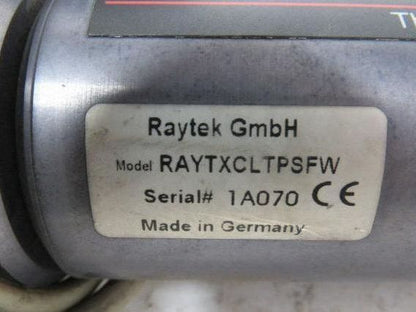 Raytek GmbH
Model RAYTXCLTPSFW
Serial# 1A070 CE
Made in Germany